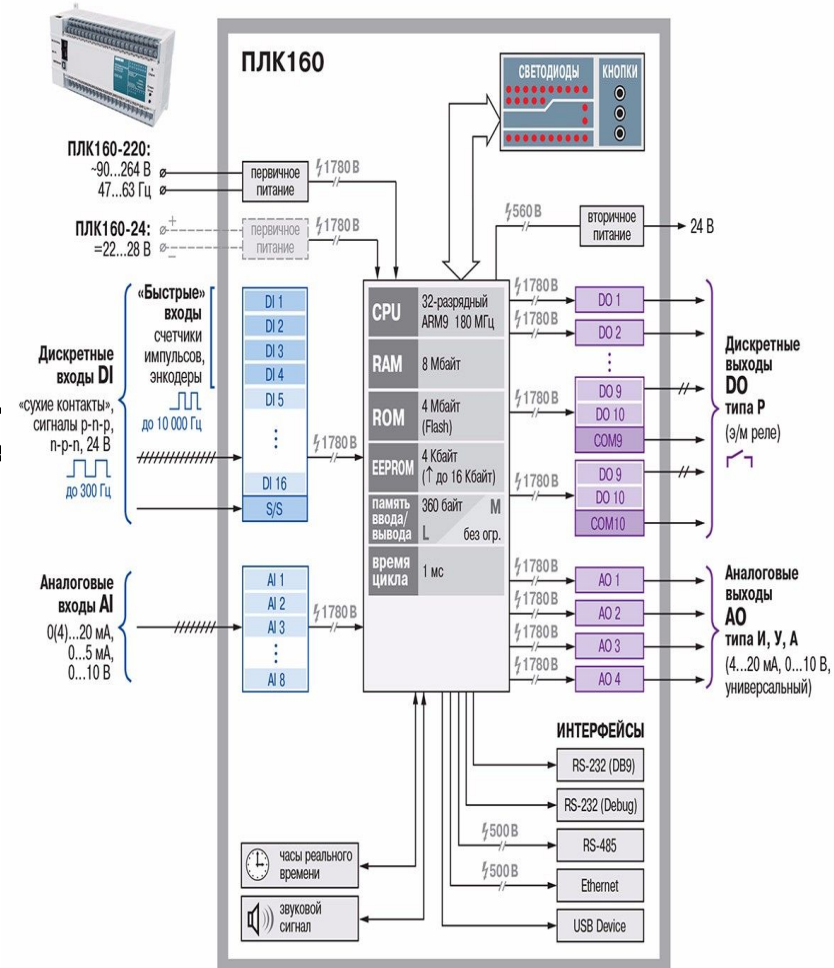 ПЛК160
СВЕТОДИОДЫ
КНОПКИ
ПЛК160-220:
~90...264 В
47...63 Гц
первичное
питание
1780 В
ПЛК160-24:
=22...28 В
+
−
первичное
питание
1780 В
560 В
вторичное
питание
24 В
«Быстрые»
входы
счетчики
импульсов,
энкодеры
до 10 000 Гц
Дискретные
входы DI
«сухие контакты»,
сигналы p-n-p,
n-p-n, 24 В
до 300 Гц
DI 1
DI 2
DI 3
DI 4
DI 5
⋮
DI 16
S/S
1780 В
Аналоговые
входы AI
0(4)...20 мА,
0...5 мА,
0...10 В
AI 1
AI 2
AI 3
⋮
AI 8
1780 В
CPU
32-разрядный
ARM9 180 МГц
RAM
8 Мбайт
ROM
4 Мбайт
(Flash)
EEPROM
4 Кбайт
(↑ до 16 Кбайт)
память
ввода/
вывода
360 байт
M
L
без огр.
время
цикла
1 мс
1780 В
DO 1
1780 В
DO 2
⋮
1780 В
DO 9
DO 10
COM9
1780 В
DO 9
DO 10
COM10
Дискретные
выходы
DO
типа Р
(э/м реле)
1780 В
AO 1
1780 В
AO 2
1780 В
AO 3
1780 В
AO 4
Аналоговые
выходы
AO
типа И, У, А
(4...20 мА, 0...10 В,
универсальный)
ИНТЕРФЕЙСЫ
RS-232 (DB9)
RS-232 (Debug)
500 В
RS-485
500 В
Ethernet
USB Device
часы реального
времени
звуковой
сигнал